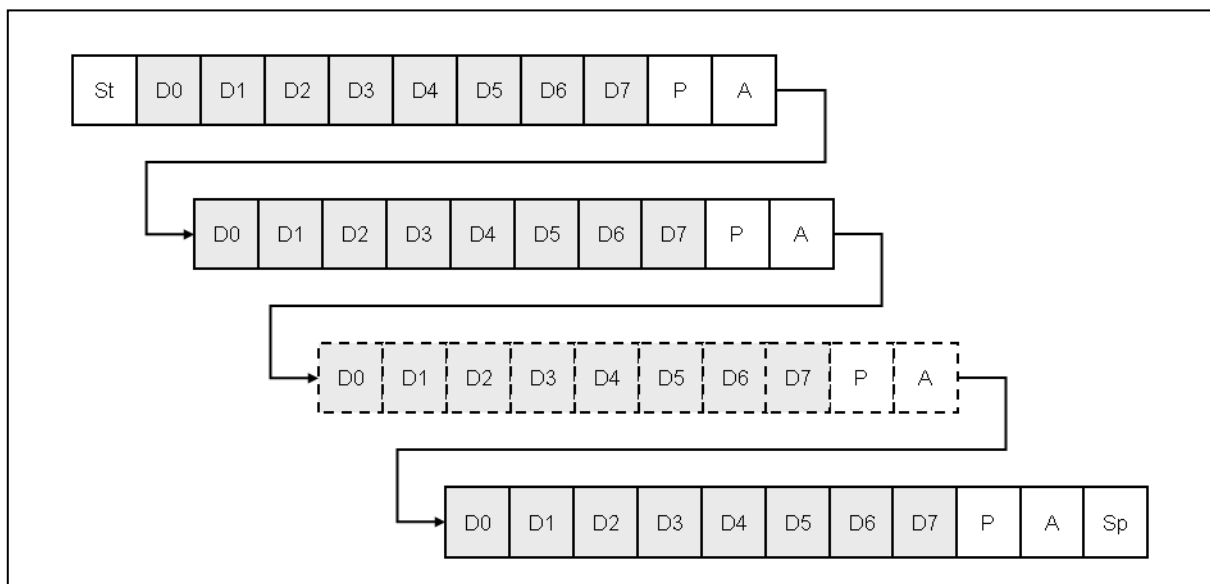 St D0 D1 D2 D3 D4 D5 D6 D7 P A
D0 D1 D2 D3 D4 D5 D6 D7 P A
D0 D1 D2 D3 D4 D5 D6 D7 P A
D0 D1 D2 D3 D4 D5 D6 D7 P A Sp